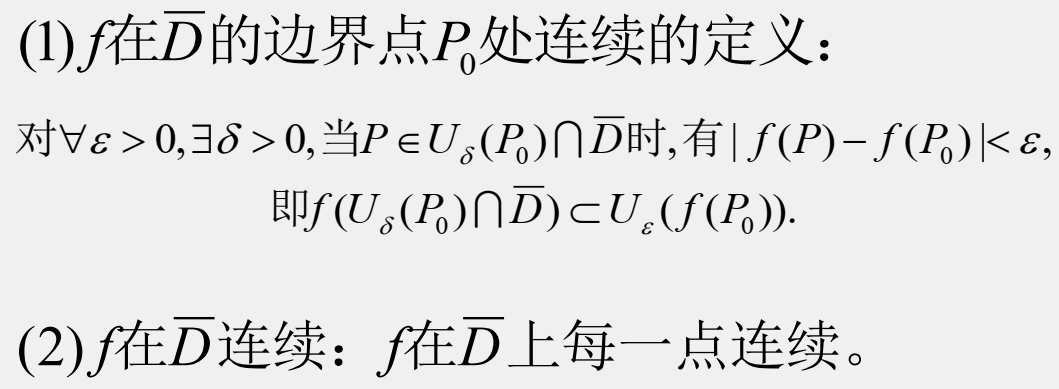 (1) f在D̅的边界点P₀处连续的定义：
对∀ε > 0,∃δ > 0,当P∈U_δ(P₀)⋂D̅时,有| f(P) − f(P₀) |< ε,
即f(U_δ(P₀)⋂D̅)⊂U_ε(f(P₀)).
(2) f在D̅连续：f在D̅上每一点连续。